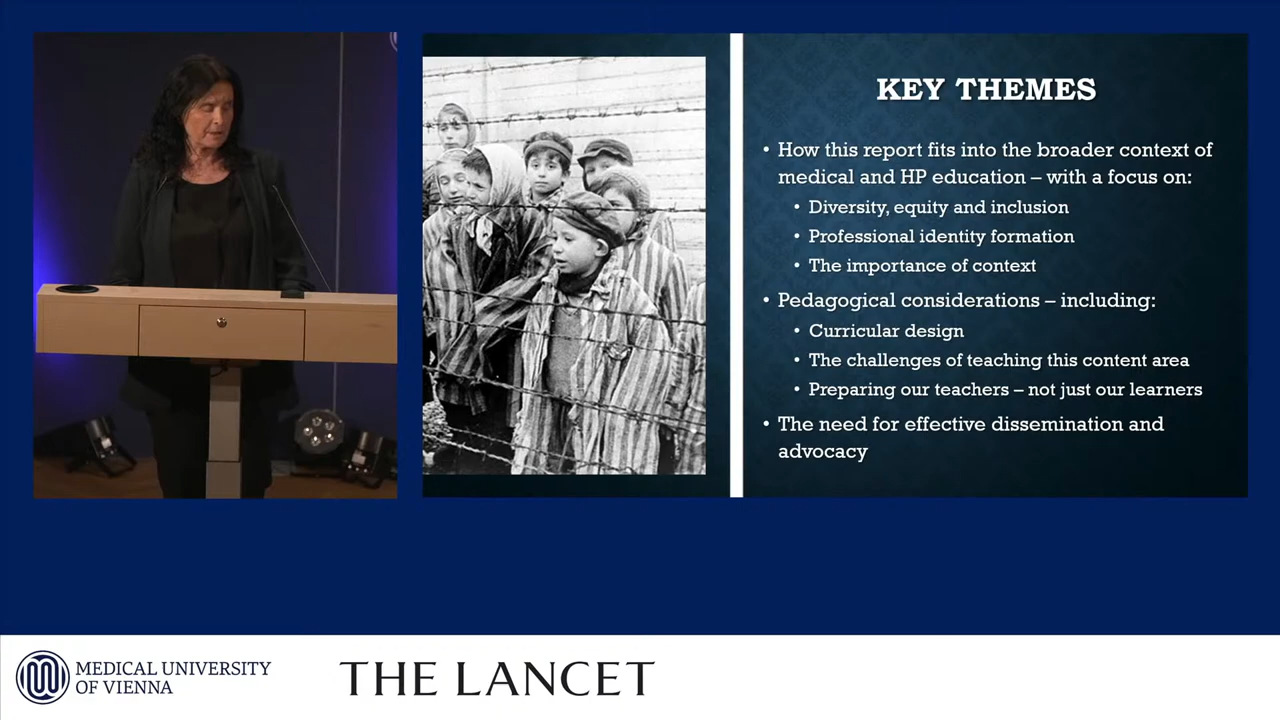 KEY THEMES
• How this report fits into the broader context of
medical and HP education – with a focus on:
• Diversity, equity and inclusion
• Professional identity formation
• The importance of context
• Pedagogical considerations – including:
• Curricular design
• The challenges of teaching this content area
• Preparing our teachers – not just our learners
• The need for effective dissemination and
advocacy
MEDICAL UNIVERSITY
OF VIENNA
THE LANCET